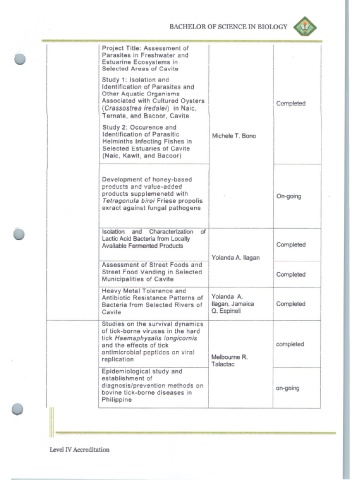 BACHELOR OF SCIENCE IN BIOLOGY
Project Title: Assessment of
Parasites in Freshwater and
Estuarine Ecosystems in
Selected Areas of Cavite
Study 1: Isolation and
Identification of Parasites and
Other Aquatic Organisms
Associated with Cultured Oysters
(Crassostrea iredalei) in Naic,
Ternata, and Bacoor, Cavite
Completed
Study 2: Occurence and
Identification of Parasitic
Helminths Infecting Fishes in
Selected Estuaries of Cavite
(Naic, Kawit, and Bacoor)
Michele T. Bono
Development of honey-based
products and value-added
products supplemenetd with
Tetragonula biroi Friese propolis
exract against fungal pathogens
On-going
Isolation and Characterization of
Lactic Acid Bacteria from Locally
Available Fermented Products
Completed
Yolanda A. Ilagan
Assessment of Street Foods and
Street Food Vending in Selected
Municipalities of Cavite
Completed
Heavy Metal Tolerance and
Antibiotic Resistance Patterns of
Bacteria from Selected Rivers of
Cavite
Yolanda A.
Ilagan, Jamaica
Q. Espineli
Completed
Studies on the survival dynamics
of tick-borne viruses in the hard
tick Haemaphysalis longicornis
and the effects of tick
antimicrobial peptides on viral
replication
completed
Melbourne R.
Talactac
Epidemiological study and
establishment of
diagnosis/prevention methods on
bovine tick-borne diseases in
Philippine
on-going
Level IV Accreditation